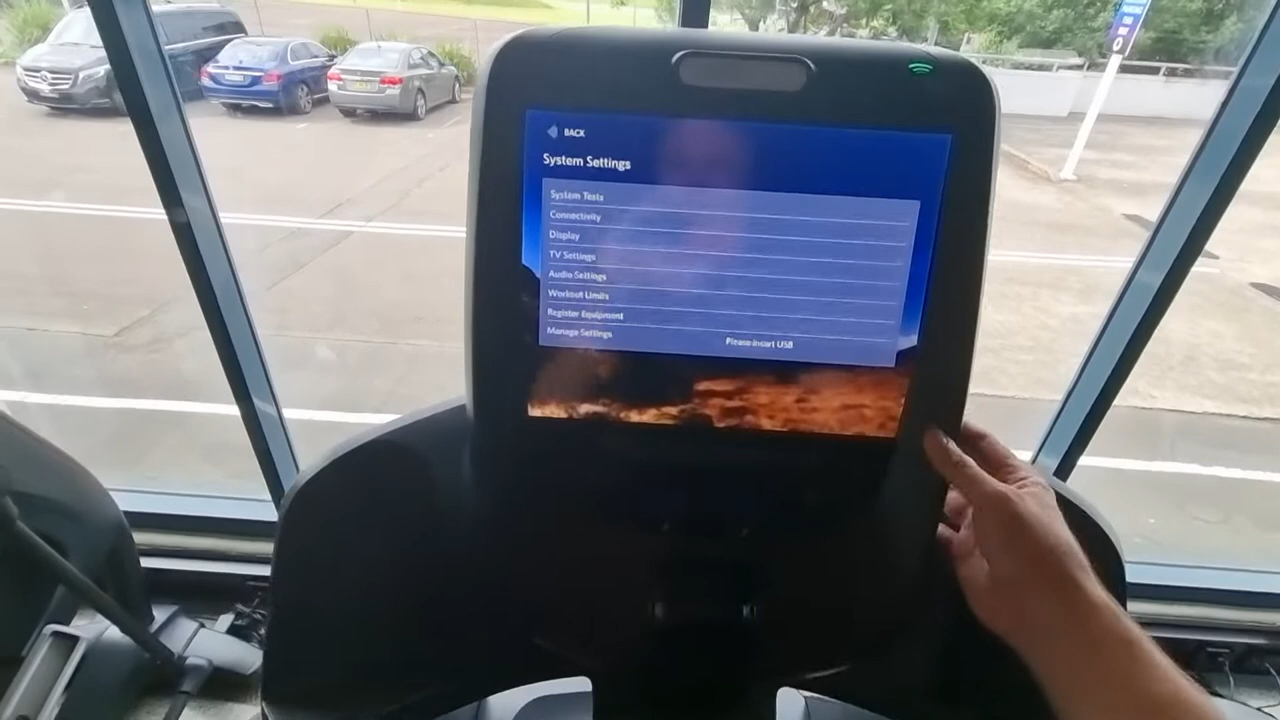 BACK
System Settings
System Tests
Connectivity
Display
TV Settings
Audio Settings
Workout Limits
Register Equipment
Manage Settings Please insert USB